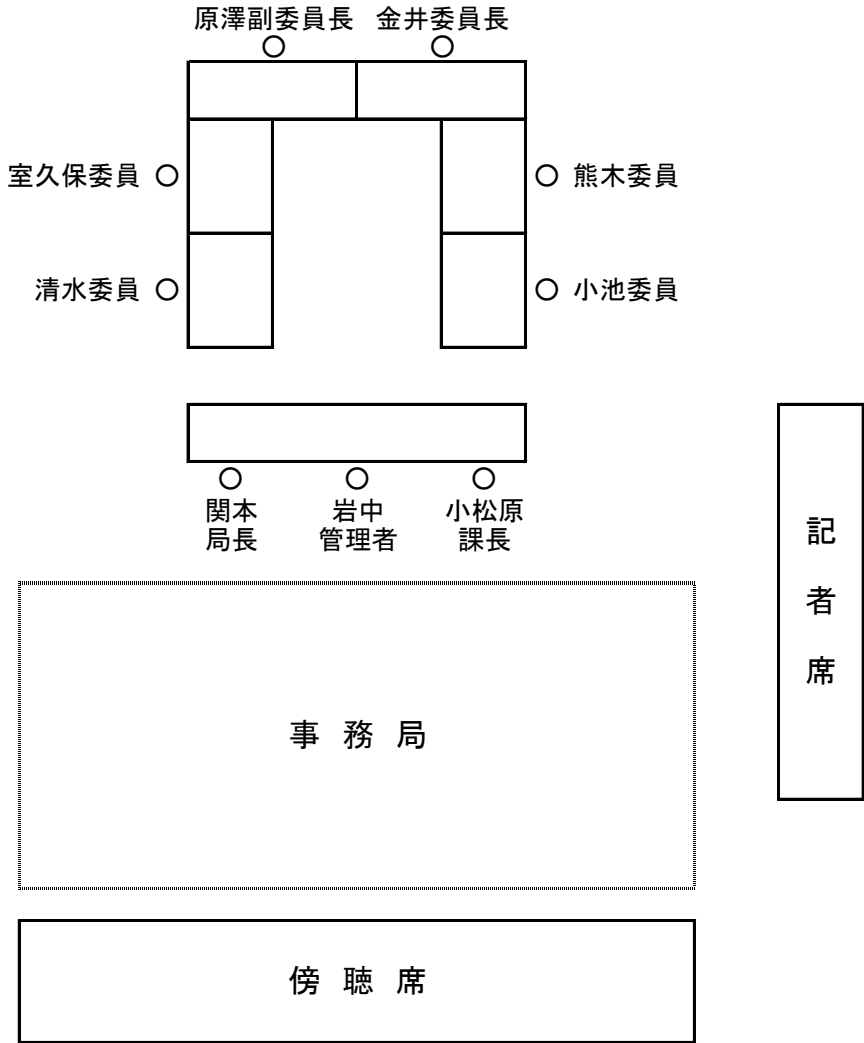 原澤副委員長 金井委員長
室久保委員
熊木委員
清水委員
小池委員
関本
局長
岩中
管理者
小松原
課長
記者席
事務局
傍聴席